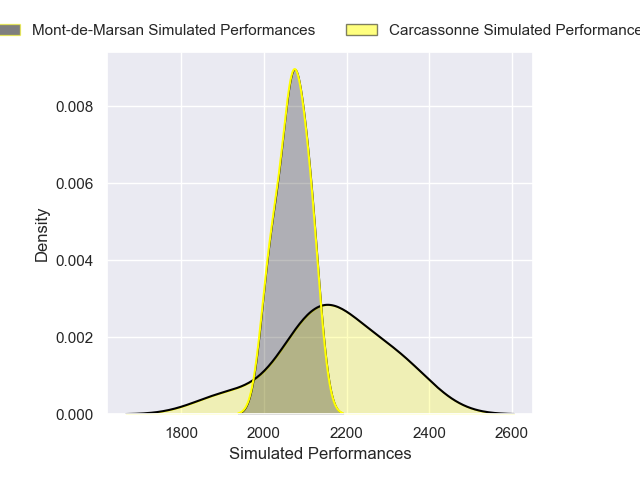 Mont-de-Marsan Simulated Performances Carcassonne Simulated Performance
0.008
0.006
0.004
0.002
0.000
Density
1800 2000 2200 2400 2600
Simulated Performances